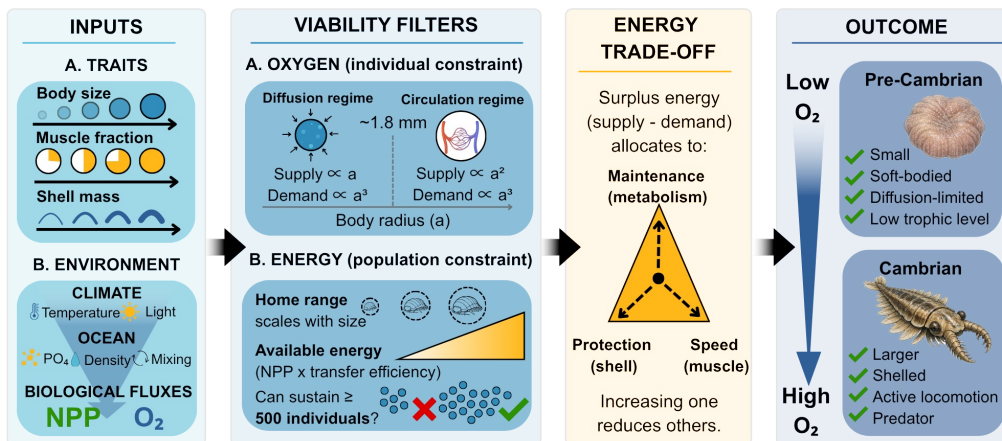 INPUTS
A. TRAITS
Body size
Muscle fraction
Shell mass
B. ENVIRONMENT
CLIMATE
Temperature Light
OCEAN
PO₄ Density Mixing
BIOLOGICAL FLUXES
NPP O₂
VIABILITY FILTERS
A. OXYGEN (individual constraint)
Diffusion regime
Circulation regime
~1.8 mm
Supply ∝ a
Demand ∝ a³
Supply ∝ a²
Demand ∝ a³
Body radius (a)
B. ENERGY (population constraint)
Home range
scales with size
Available energy
(NPP x transfer efficiency)
Can sustain ≥
500 individuals?
ENERGY
TRADE-OFF
Surplus energy
(supply - demand)
allocates to:
Maintenance
(metabolism)
Protection
(shell)
Speed
(muscle)
Increasing one
reduces others.
OUTCOME
Low
O₂
High
O₂
Pre-Cambrian
Small
Soft-bodied
Diffusion-limited
Low trophic level
Cambrian
Larger
Shelled
Active locomotion
Predator